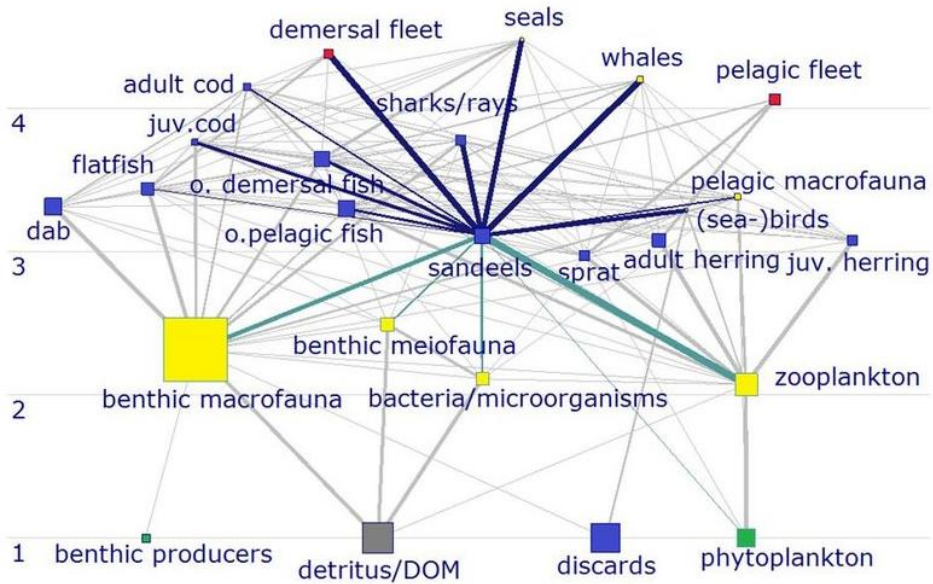 seals
demersal fleet
whales
pelagic fleet
adult cod
sharks/rays
4
juv.cod
flatfish
o. demersal fish
pelagic macrofauna
dab
o.pelagic fish
(sea-)birds
3
sandeels
sprat
adult herring
juv. herring
benthic meiofauna
zooplankton
benthic macrofauna
bacteria/microorganisms
2
1
benthic producers
detritus/DOM
discards
phytoplankton